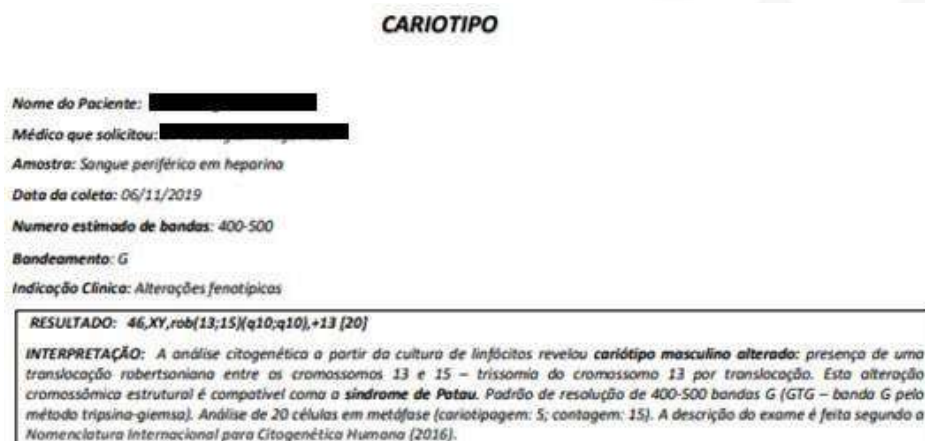 CARIOTIPO
Nome do Paciente:
Médico que solicitou:
Amostra: Sangue periférico em heparina
Data da coleta: 06/11/2019
Numero estimado de bandas: 400-500
Bandeamento: G
Indicação Clinica: Alterações fenotípicas
RESULTADO: 46,XY,rob(13;15)(q10;q10),+13 [20]
INTERPRETAÇÃO: A análise citogenética a partir da cultura de linfócitos revelou cariótipo masculino alterado: presença de uma
translocação robertsoniana entre os cromossomos 13 e 15 – trissomia do cromossomo 13 por translocação. Esta alteração
cromossômica estrutural é compatível coma a síndrome de Patau. Padrão de resolução de 400-500 bandas G (GTG – banda G pelo
método tripsina-giemsa). Análise de 20 células em metáfase (cariotipagem: 5; contagem: 15). A descrição do exame é feita segundo a
Nomenclatura Internacional para Citogenética Humana (2016).